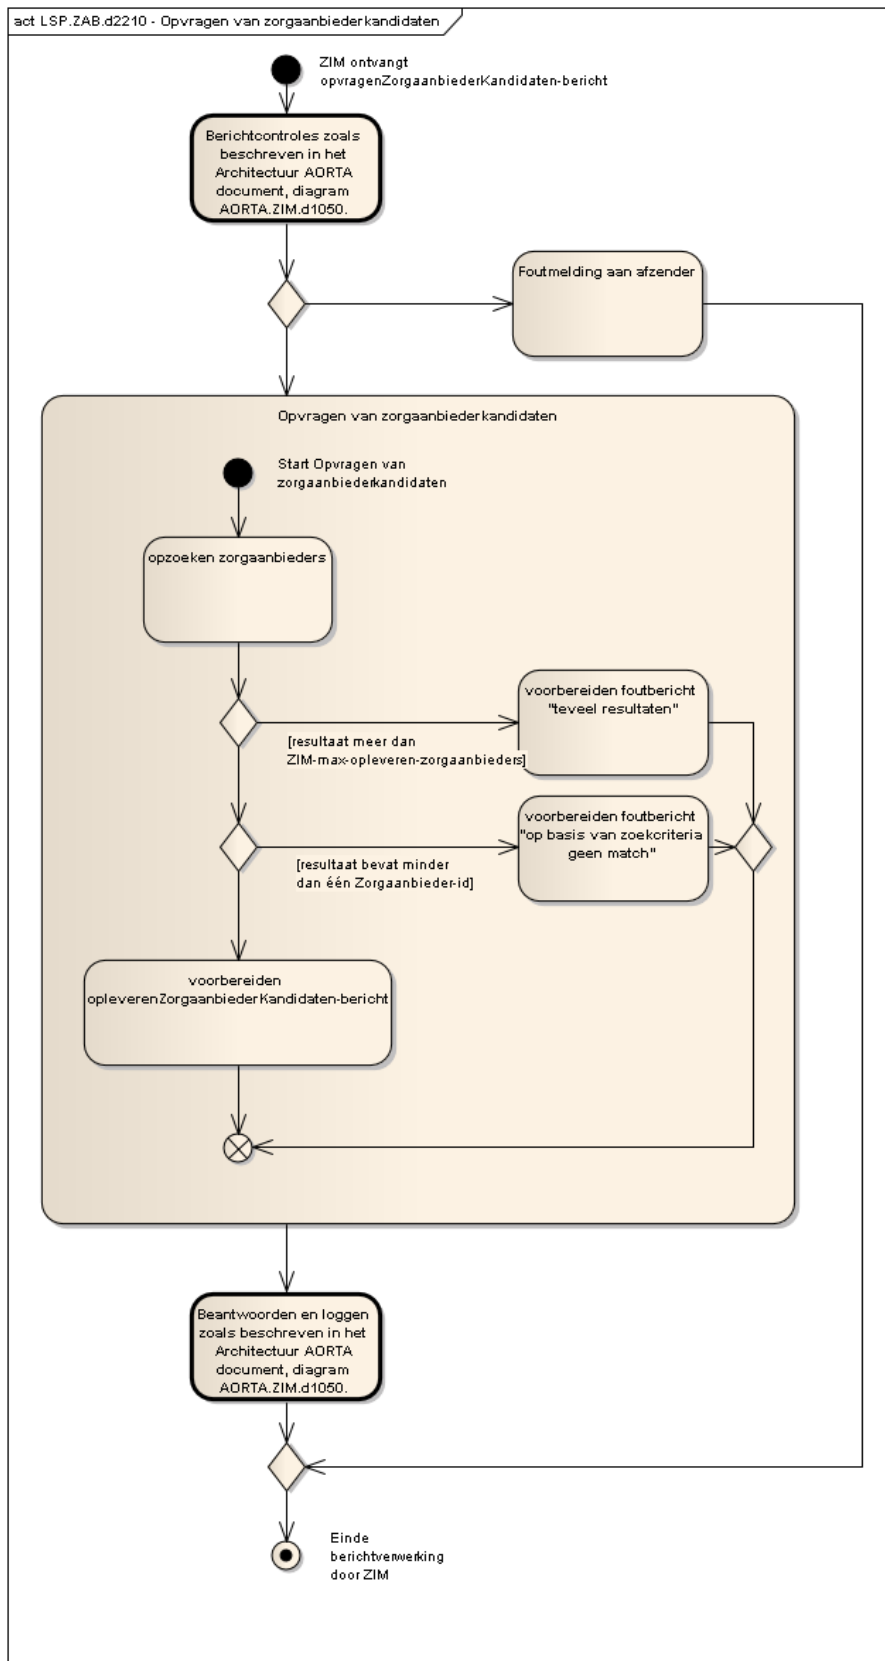 act LSP.ZAB.d2210 - Opvragen van zorgaanbiederkandidaten
ZIM ontvangt
opvragenZorgaanbiederKandidaten-bericht
Berichtcontroles zoals
beschreven in het
Architectuur AORTA
document, diagram
AORTA.ZIM.d1050.
Foutmelding aan afzender
Opvragen van zorgaanbiederkandidaten
Start Opvragen van
zorgaanbiederkandidaten
opzoeken zorgaanbieders
voorbereiden foutbericht
"teveel resultaten"
[resultaat meer dan
ZIM-max-opleveren-zorgaanbieders]
voorbereiden foutbericht
"op basis van zoekcriteria
geen match"
[resultaat bevat minder
dan één Zorgaanbieder-id]
voorbereiden
opleverenZorgaanbiederKandidaten-bericht
Beantwoorden en loggen
zoals beschreven in het
Architectuur AORTA
document, diagram
AORTA.ZIM.d1050.
Einde
berichtverwerking
door ZIM